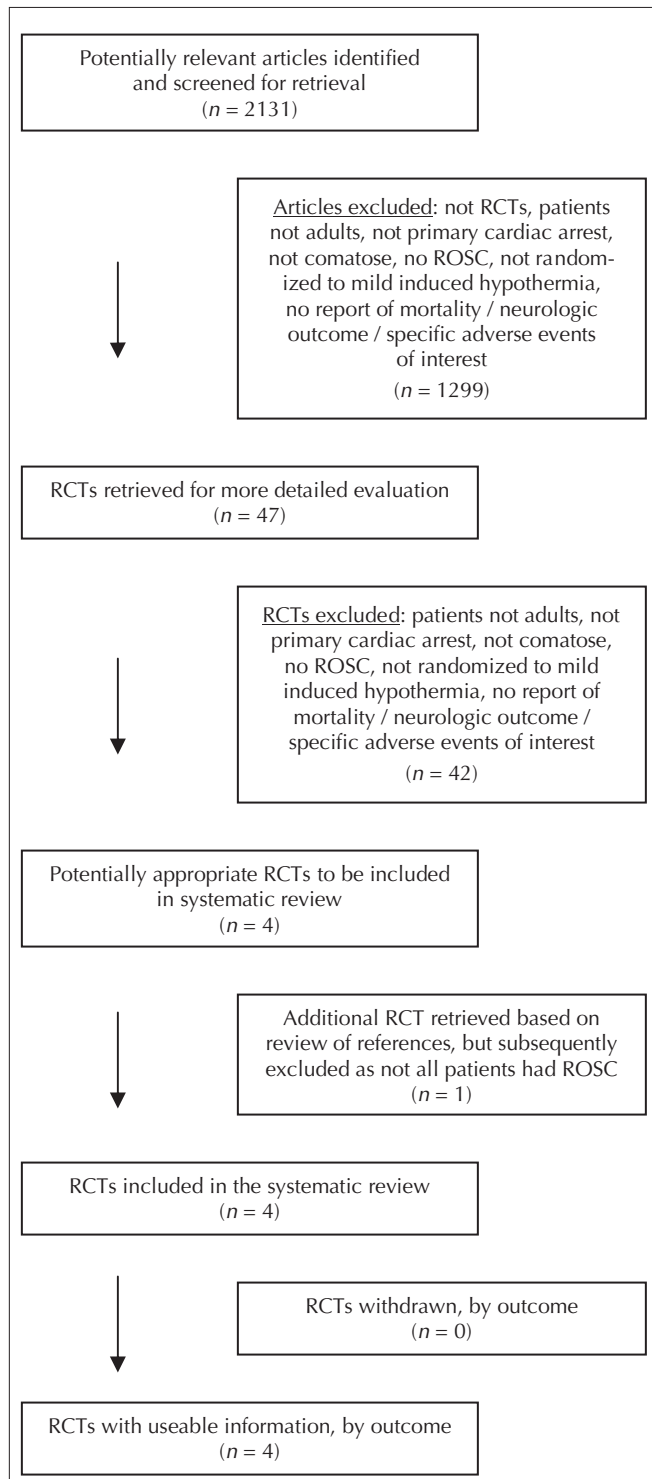 Potentially relevant articles identified
and screened for retrieval
(n = 2131)
Articles excluded: not RCTs, patients
not adults, not primary cardiac arrest,
not comatose, no ROSC, not random-
ized to mild induced hypothermia,
no report of mortality / neurologic
outcome / specific adverse events
of interest
(n = 1299)
RCTs retrieved for more detailed evaluation
(n = 47)
RCTs excluded: patients not adults, not
primary cardiac arrest, not comatose,
no ROSC, not randomized to mild
induced hypothermia, no report of
mortality / neurologic outcome /
specific adverse events of interest
(n = 42)
Potentially appropriate RCTs to be included
in systematic review
(n = 4)
Additional RCT retrieved based on
review of references, but subsequently
excluded as not all patients had ROSC
(n = 1)
RCTs included in the systematic review
(n = 4)
RCTs withdrawn, by outcome
(n = 0)
RCTs with useable information, by outcome
(n = 4)